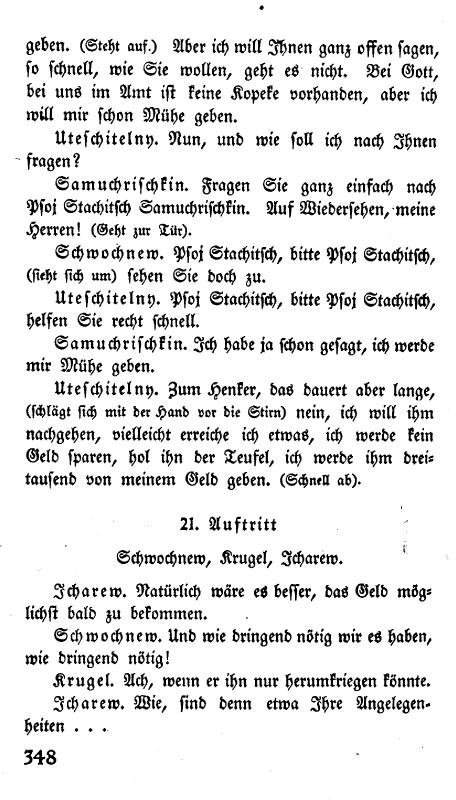 geben. (Steht auf.) Aber ich will Ihnen ganz offen sagen,
so schnell, wie Sie wollen, geht es nicht. Bei Gott,
bei uns im Amt ist keine Kopeke vorhanden, aber ich
will mir schon Mühe geben.
Uteschitelny. Nun, und wie soll ich nach Ihnen
fragen?
Samuchrischkin. Fragen Sie ganz einfach nach
Psoj Stachitsch Samuchrischkin. Auf Wiedersehen, meine
Herren! (Geht zur Tür).
Schwochnew. Psoj Stachitsch, bitte Psoj Stachitsch,
(sieht sich um) sehen Sie doch zu.
Uteschitelny. Psoj Stachitsch, bitte Psoj Stachitsch,
helfen Sie recht schnell.
Samuchrischkin. Ich habe ja schon gesagt, ich werde
mir Mühe geben.
Uteschitelny. Zum Henker, das dauert aber lange,
(schlägt sich mit der Hand vor die Stirn) nein, ich will ihm
nachgehen, vielleicht erreiche ich etwas, ich werde kein
Geld sparen, hol ihn der Teufel, ich werde ihm drei-
tausend von meinem Geld geben. (Schnell ab).
21. Auftritt
Schwochnew, Krugel, Icharew.
Icharew. Natürlich wäre es besser, das Geld mög-
lichst bald zu bekommen.
Schwochnew. Und wie dringend nötig wir es haben,
wie dringend nötig!
Krugel. Ach, wenn er ihn nur herumkriegen könnte.
Icharew. Wie, sind denn etwa Ihre Angelegen-
heiten . . .
348